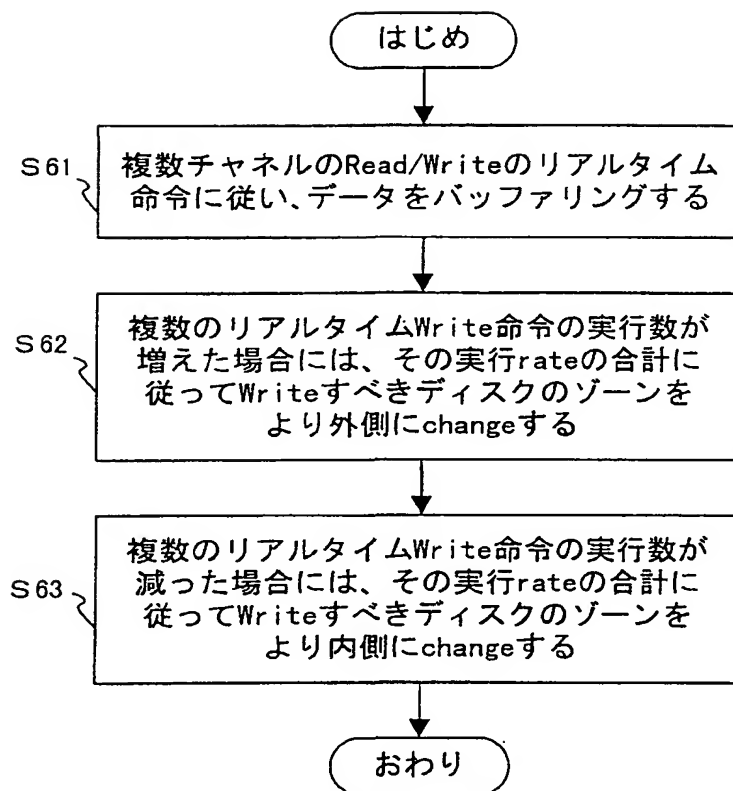 はじめ
S61
複数チャネルのRead/Writeのリアルタイム
命令に従い、データをバッファリングする
S62
複数のリアルタイムWrite命令の実行数が
増えた場合には、その実行rateの合計に
従ってWriteすべきディスクのゾーンを
より外側にchangeする
S63
複数のリアルタイムWrite命令の実行数が
減った場合には、その実行rateの合計に
従ってWriteすべきディスクのゾーンを
より内側にchangeする
おわり